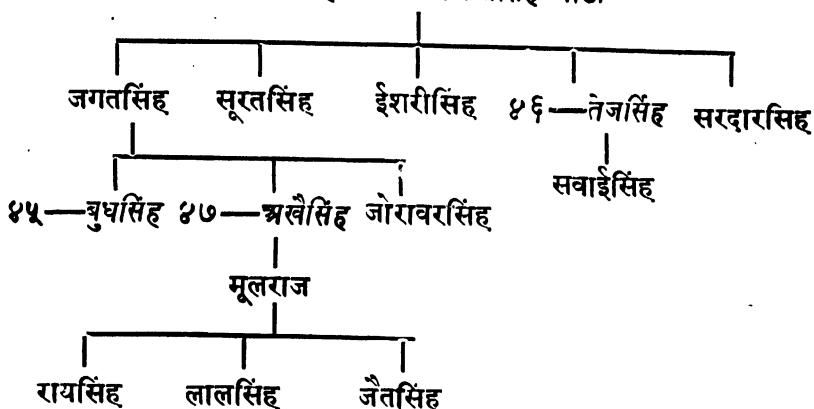 जगतसिंह सूरतसिंह ईशरीसिंह ४६—तेजसिंह सरदारसिंह
सवाईसिंह
४५—बुधसिंह ४७—अखैसिंह जोरावरसिंह
मूलराज
रायसिंह लालसिंह जैतसिंह